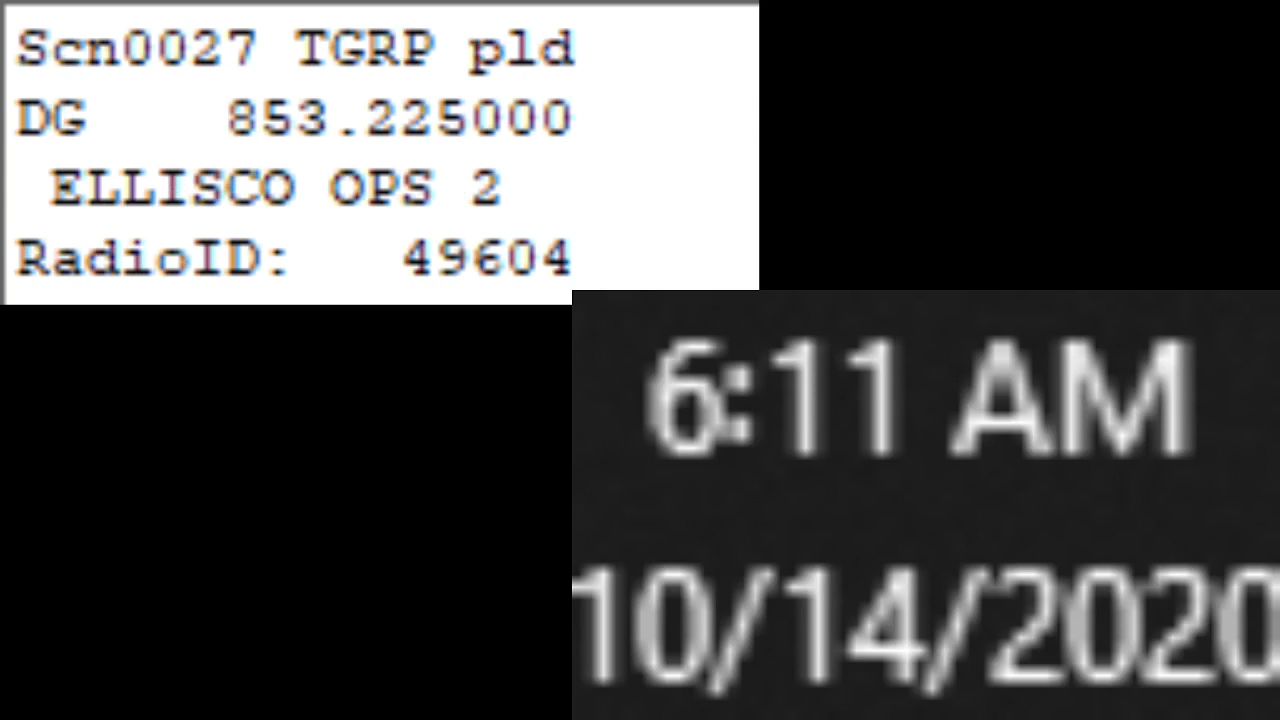 Scn0027 TGRP pld
DG 853.225000
ELLISCO OPS 2
RadioID: 49604
6:11 AM
10/14/2020